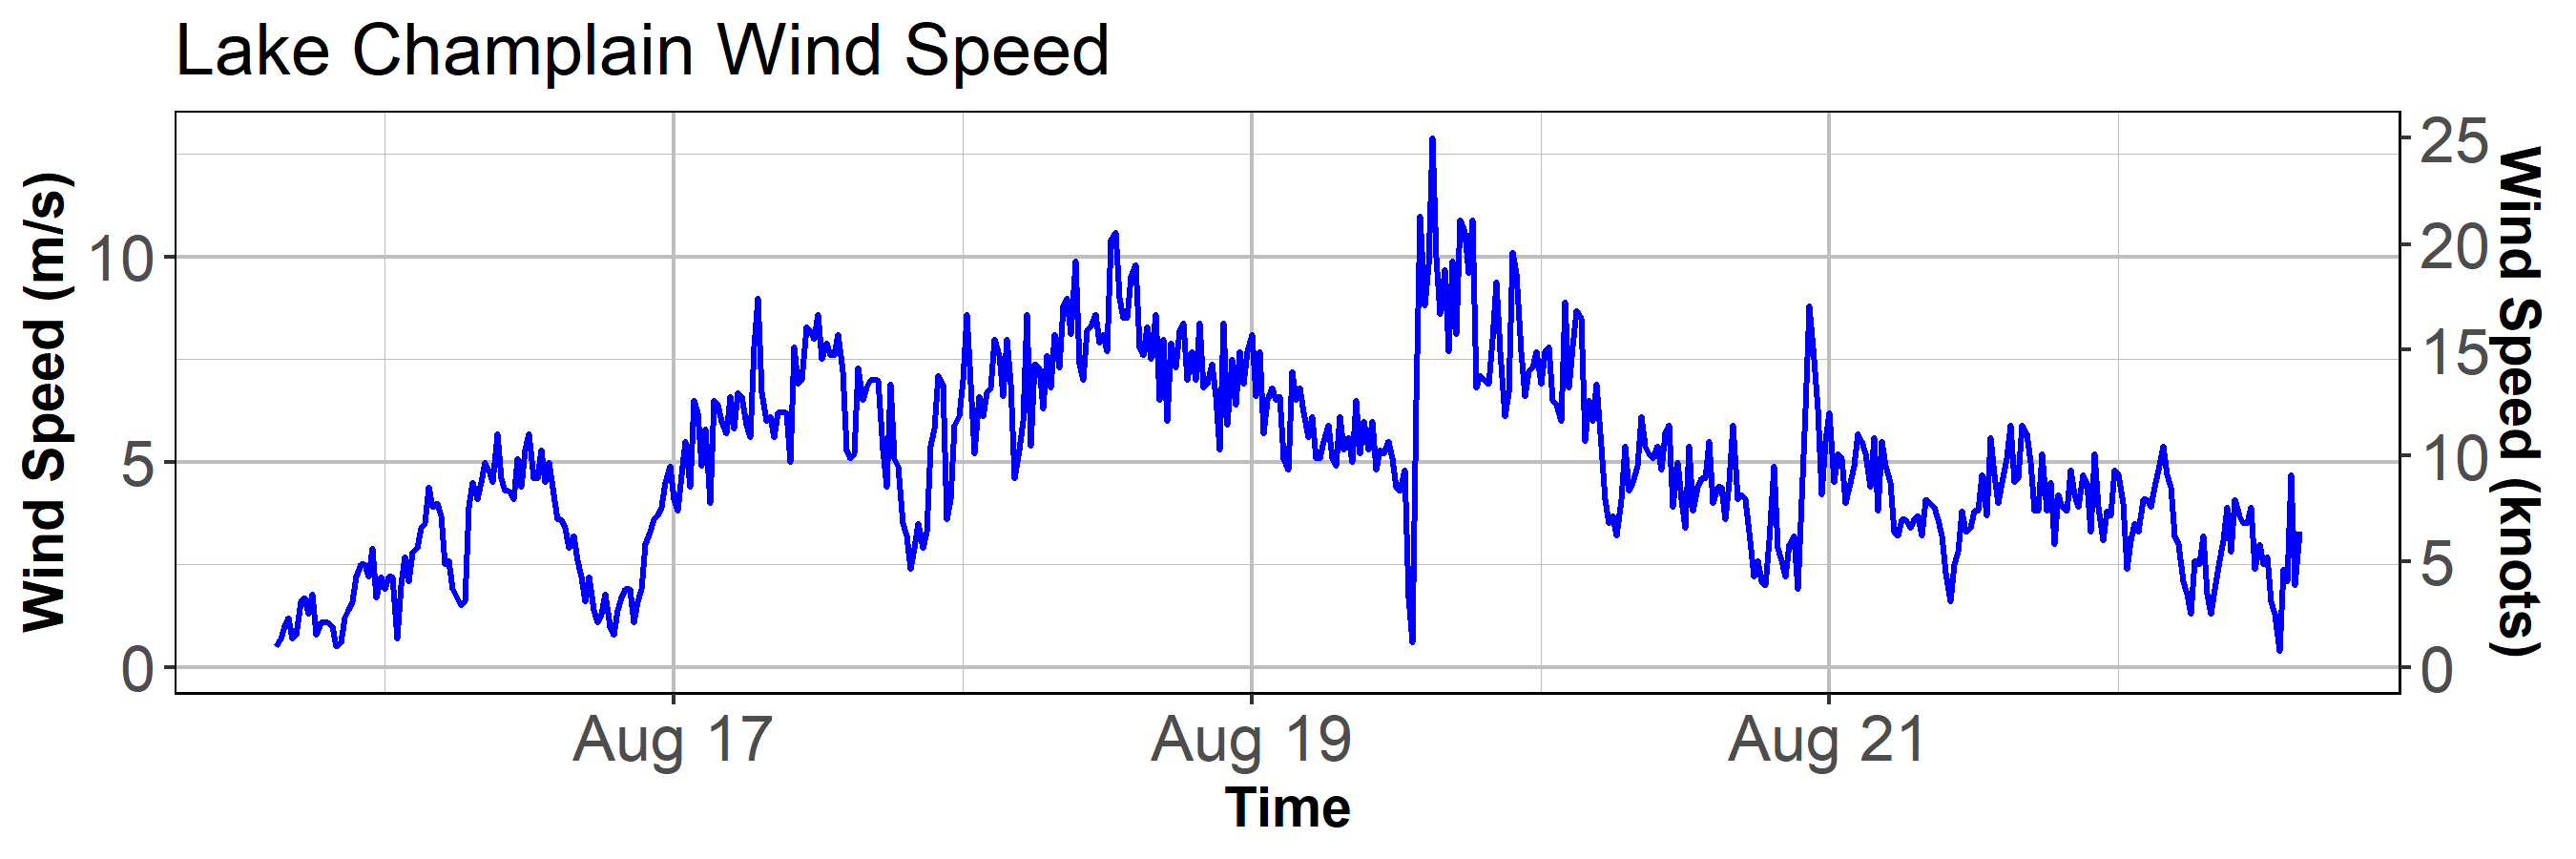 Lake Champlain Wind Speed
Wind Speed (m/s)
10
5
0
25
20
15
10
5
0
Wind Speed (knots)
Aug 17
Aug 19
Aug 21
Time